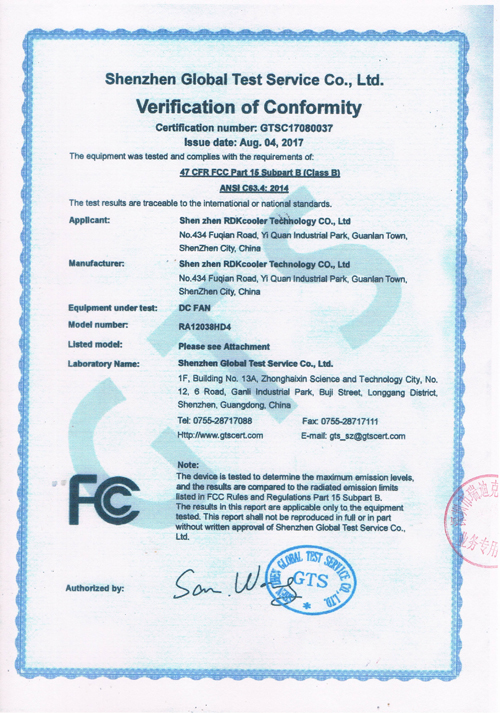 Shenzhen Global Test Service Co., Ltd.
Verification of Conformity
Certification number: GTSC17080037
Issue date: Aug. 04, 2017
The equipment was tested and complies with the requirements of:
47 CFR FCC Part 15 Subpart B (Class B)
ANSI C63.4: 2014
The test results are traceable to the international or national standards.
Applicant: Shen zhen RDKcooler Technology CO., Ltd
No.434 Fuqian Road, Yi Quan Industrial Park, Guanlan Town,
ShenZhen City, China
Manufacturer: Shen zhen RDKcooler Technology CO., Ltd
No.434 Fuqian Road, Yi Quan Industrial Park, Guanlan Town,
ShenZhen City, China
Equipment under test: DC FAN
Model number: RA12038HD4
Listed model: Please see Attachment
Laboratory Name: Shenzhen Global Test Service Co., Ltd.
1F, Building No. 13A, Zhonghaixin Science and Technology City, No.
12, 6 Road, Ganli Industrial Park, Buji Street, Longgang District,
Shenzhen, Guangdong, China
Tel: 0755-28717088 Fax: 0755-28717111
Http://www.gtscert.com E-mail: gts_sz@gtscert.com
Note:
The device is tested to determine the maximum emission levels,
and the results are compared to the radiated emission limits
listed in FCC Rules and Regulations Part 15 Subpart B.
The results in this report are applicable only to the equipment
tested. This report shall not be reproduced in full or in part
without written approval of Shenzhen Global Test Service Co.,
Ltd.
FCC
GTS
Authorized by:
GLOBAL TEST SERVICE CO., LTD.
GTS
市瑞迪克
业务专用